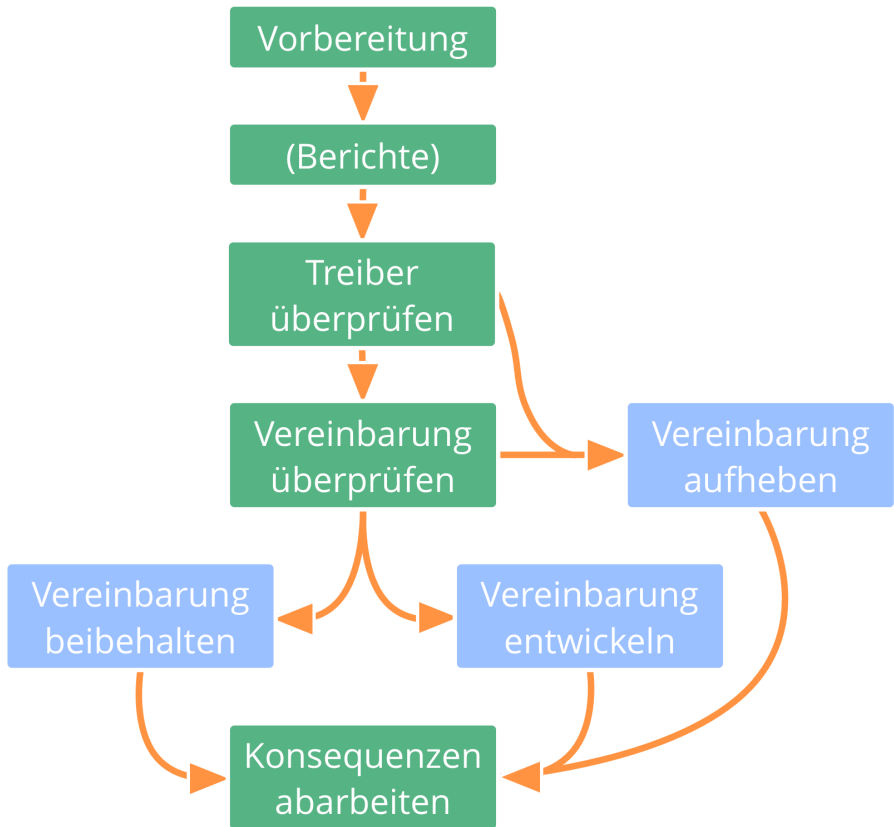 Vorbereitung
(Berichte)
Treiber
überprüfen
Vereinbarung
überprüfen
Vereinbarung
aufheben
Vereinbarung
beibehalten
Vereinbarung
entwickeln
Konsequenzen
abarbeiten